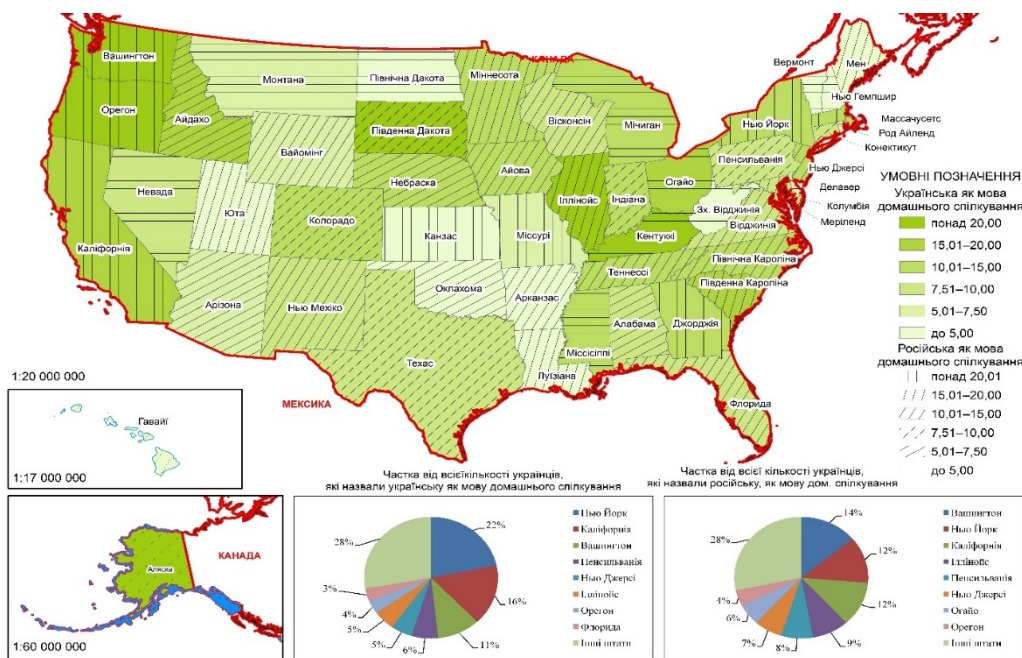 КАНАДА
Вашингтон
Монтана
Північна Дакота
Міннесота
Вермонт
Мен
Орегон
Айдахо
Південна Дакота
Вісконсін
Мічиган
Нью Йорк
Нью Гемпшир
Массачусетс
Род Айленд
Конектикут
Вайомінг
Пенсильванія
Нью Джерсі
Невада
Юта
Небраска
Айова
Іллінойс
Індіана
Огайо
Делавер
Колумбія
Меріленд
Зх. Вірджинія
Вірджинія
Каліфорнія
Колорадо
Канзас
Міссурі
Кентуккі
Північна Кароліна
Теннессі
Південна Кароліна
Арізона
Нью Мехіко
Оклахома
Арканзас
Алабама
Джорджія
Міссісіппі
Техас
Луїзіана
Флорида
МЕКСИКА
УМОВНІ ПОЗНАЧЕННЯ
Українська як мова
домашнього спілкування
понад 20,00
15,01–20,00
10,01–15,00
7,51–10,00
5,01–7,50
до 5,00
Російська як мова
домашнього спілкування
понад 20,01
15,01–20,00
10,01–15,00
7,51–10,00
5,01–7,50
до 5,00
1:20 000 000
Гавайї
1:17 000 000
КАНАДА
Аляска
1:60 000 000
Частка від всієїкількості українців,
які назвали українську як мову домашнього спілкування
22%
16%
11%
6%
5%
5%
4%
3%
28%
Нью Йорк
Каліфорнія
Вашингтон
Пенсильванія
Нью Джерсі
Іллінойс
Орегон
Флорида
Інші штати
Частка від всієї кількості українців,
які назвали російську, як мову дом. спілкування
14%
12%
12%
9%
8%
7%
6%
4%
28%
Вашингтон
Нью Йорк
Каліфорнія
Іллінойс
Пенсильванія
Нью Джерсі
Огайо
Орегон
Інші штати